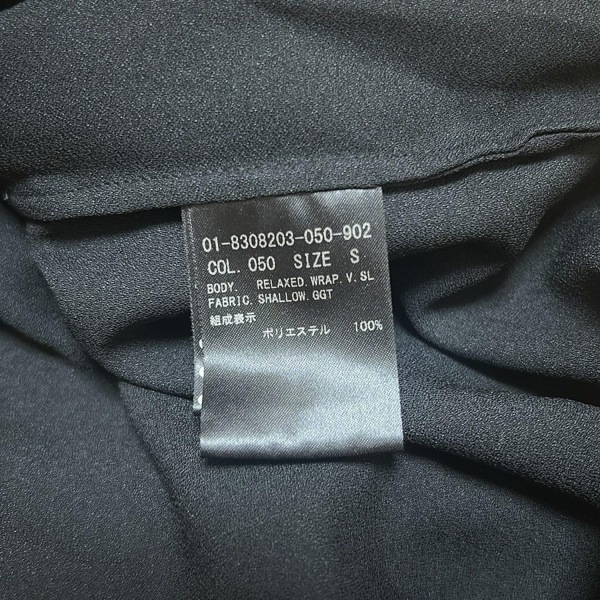 01-8308203-050-902
COL. 050 SIZE S
BODY. RELAXED.WRAP.V.SL
FABRIC.SHALLOW.GGT
組成表示
ポリエステル 100%